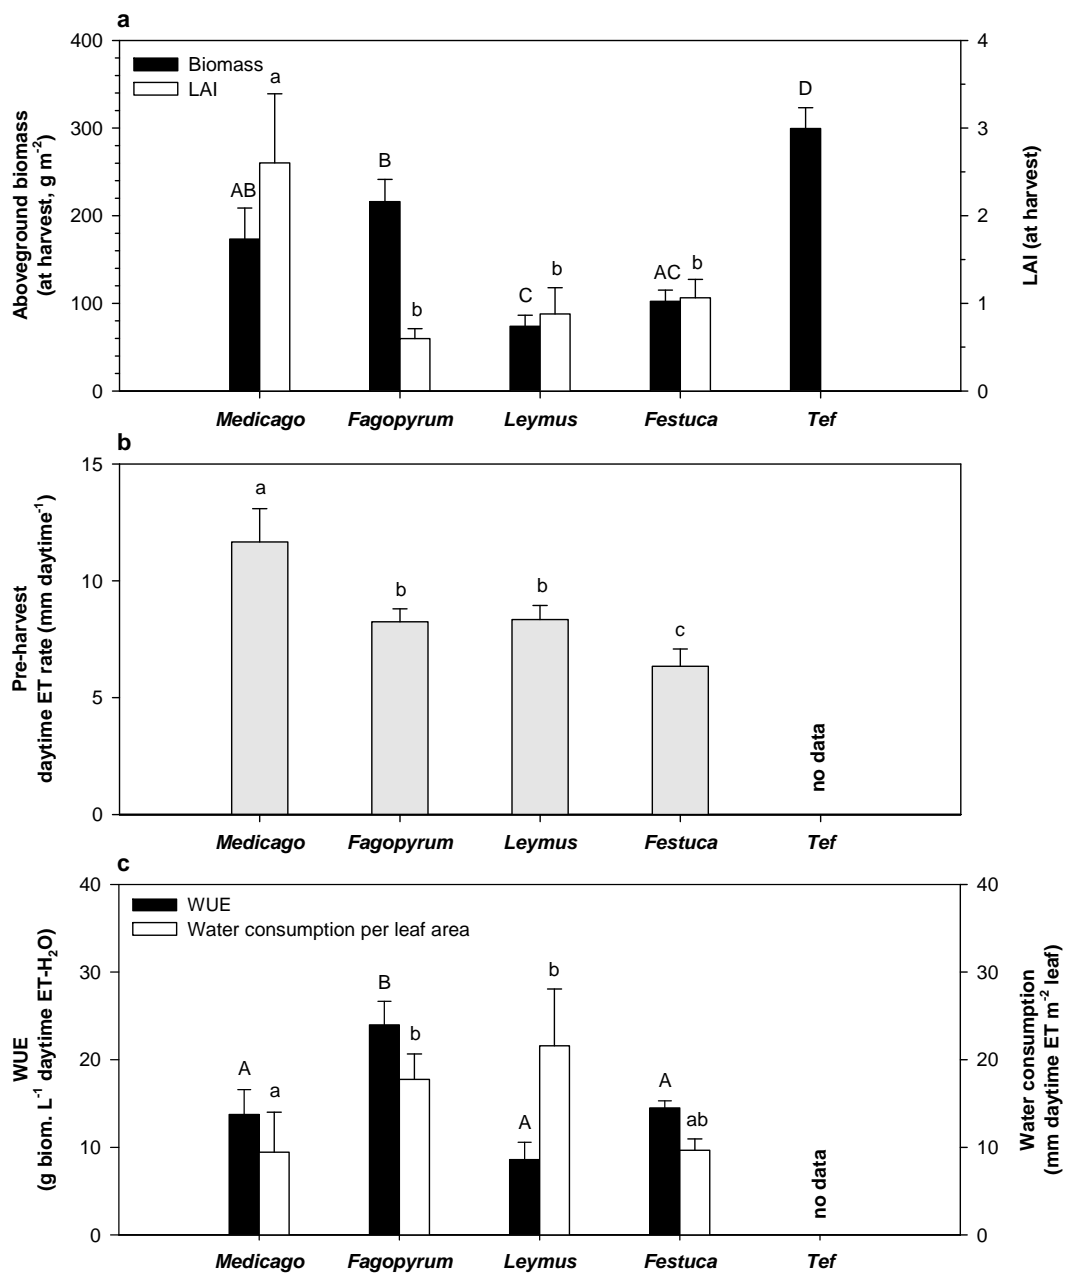 a
400
300
200
100
0
Aboveground biomass
(at harvest, g m⁻²)
Biomass
LAI
AB
a
B
b
C
b
AC
b
D
4
3
2
1
0
LAI (at harvest)
Medicago Fagopyrum Leymus Festuca Tef
b
15
10
5
0
Pre-harvest
daytime ET rate (mm daytime⁻¹)
a
b
b
c
no data
Medicago Fagopyrum Leymus Festuca Tef
c
40
30
20
10
0
WUE
(g biom. L⁻¹ daytime ET-H₂O)
WUE
Water consumption per leaf area
A
a
B
b
A
b
A
ab
no data
40
30
20
10
0
Water consumption
(mm daytime ET m⁻² leaf)
Medicago Fagopyrum Leymus Festuca Tef